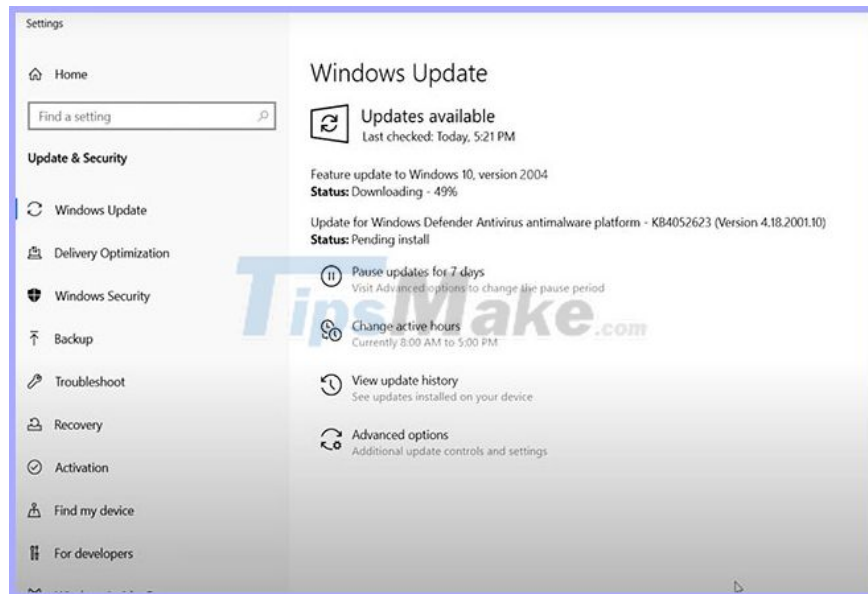 Settings
Home
Find a setting
Update & Security
Windows Update
Delivery Optimization
Windows Security
Backup
Troubleshoot
Recovery
Activation
Find my device
For developers
Windows Update
Updates available
Last checked: Today, 5:21 PM
Feature update to Windows 10, version 2004
Status: Downloading - 49%
Update for Windows Defender Antivirus antimalware platform - KB4052623 (Version 4.18.2001.10)
Status: Pending install
Pause updates for 7 days
Visit Advanced options to change the pause period
Change active hours
Currently 8:00 AM to 5:00 PM
View update history
See updates installed on your device
Advanced options
Additional update controls and settings
TipsMake.com